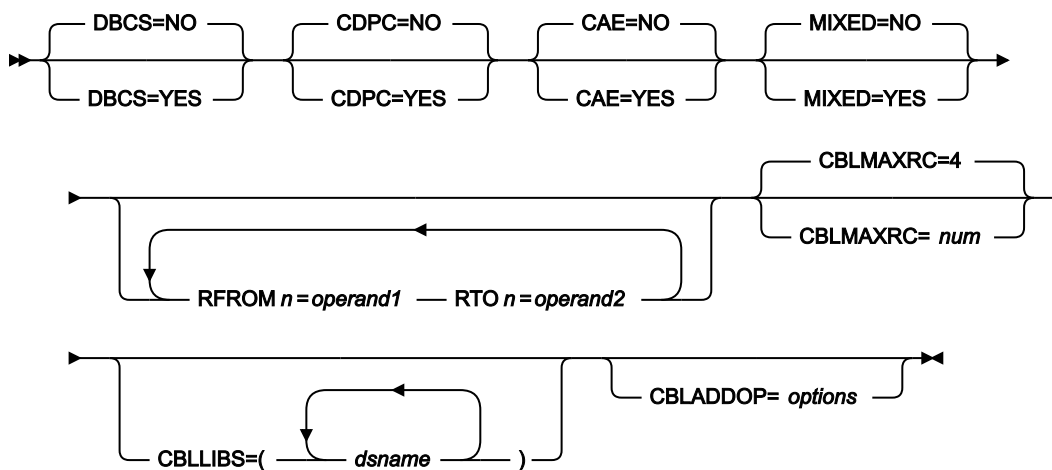 DBCS=NO CDPC=NO CAE=NO MIXED=NO
DBCS=YES CDPC=YES CAE=YES MIXED=YES
CBLMAXRC=4
CBLMAXRC= num
RFROM n=operand1 RTO n=operand2
CBLADDOP= options
CBLLIBS=( dsname )